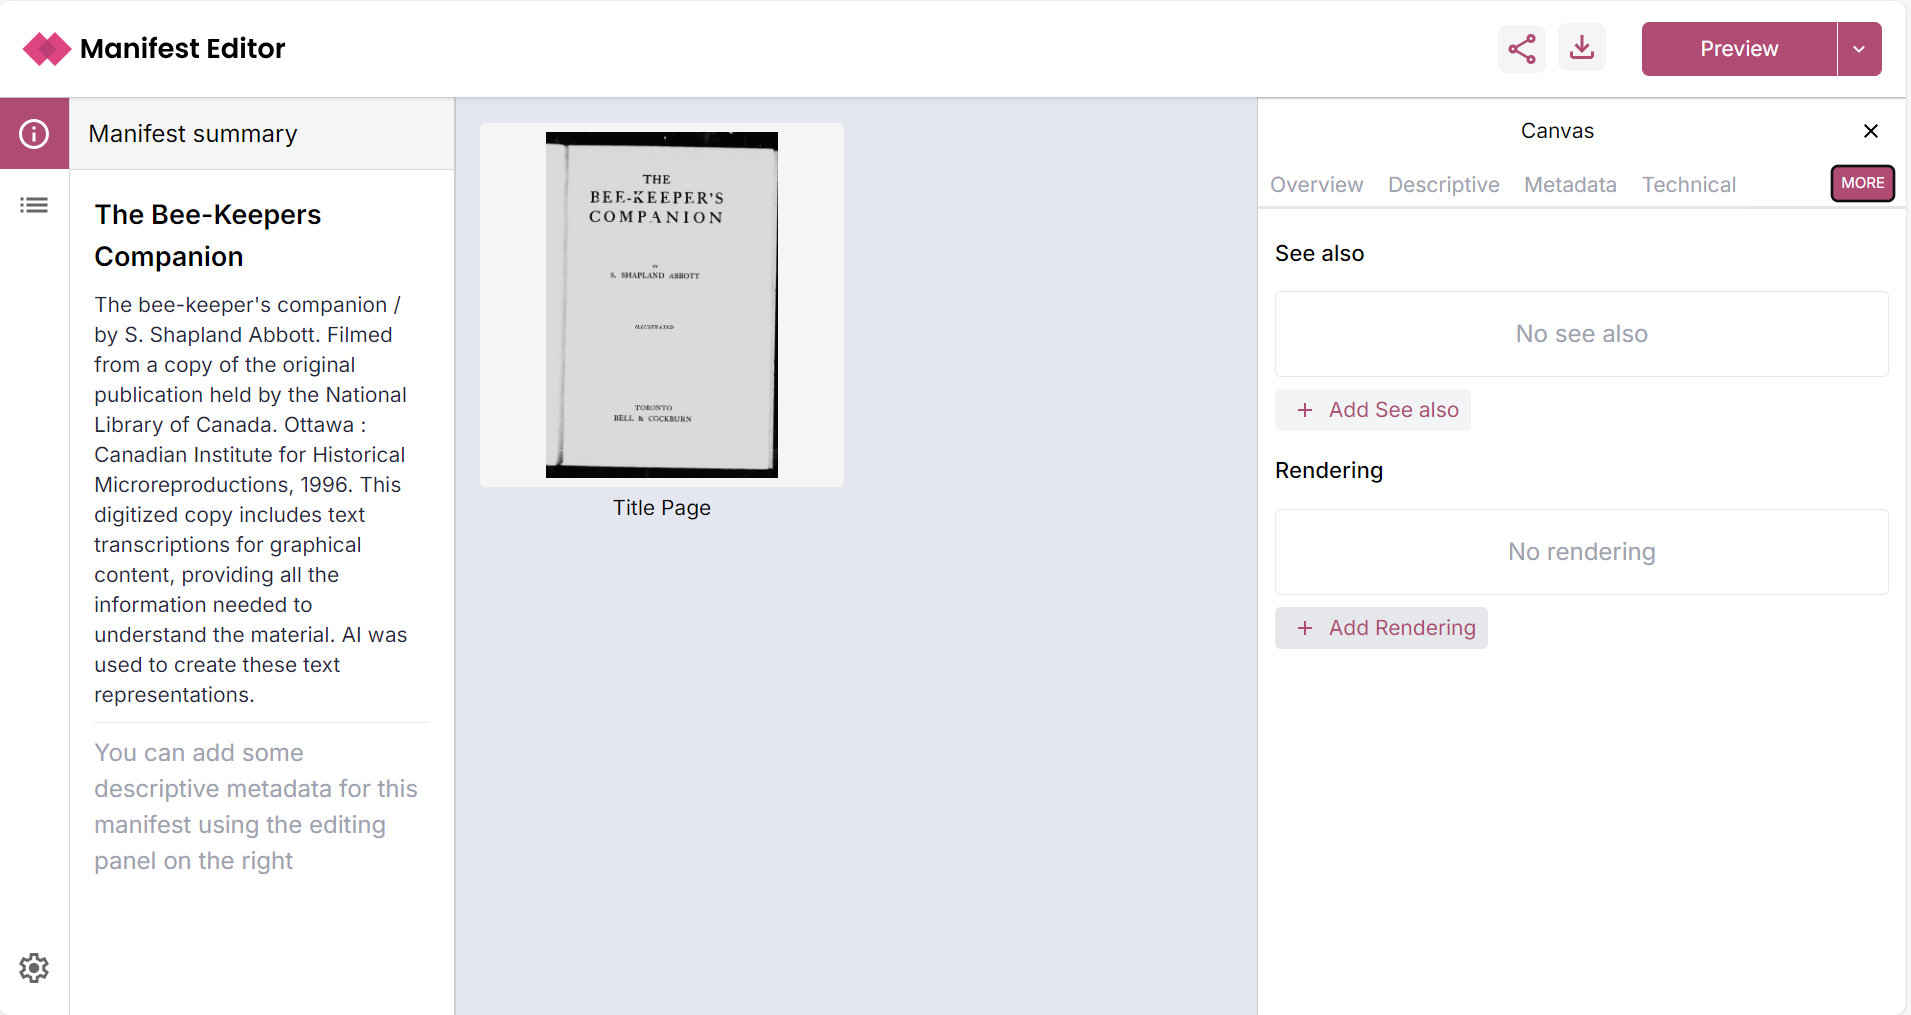 Manifest Editor
Preview
Manifest summary
The Bee-Keepers
Companion
The bee-keeper's companion /
by S. Shapland Abbott. Filmed
from a copy of the original
publication held by the National
Library of Canada. Ottawa :
Canadian Institute for Historical
Microreproductions, 1996. This
digitized copy includes text
transcriptions for graphical
content, providing all the
information needed to
understand the material. AI was
used to create these text
representations.
You can add some
descriptive metadata for this
manifest using the editing
panel on the right
THE
BEE-KEEPER'S
COMPANION
BY
S. SHAPLAND ABBOTT
ILLUSTRATED
TORONTO
BELL & COCKBURN
Title Page
Canvas
Overview Descriptive Metadata Technical MORE
See also
No see also
+ Add See also
Rendering
No rendering
+ Add Rendering